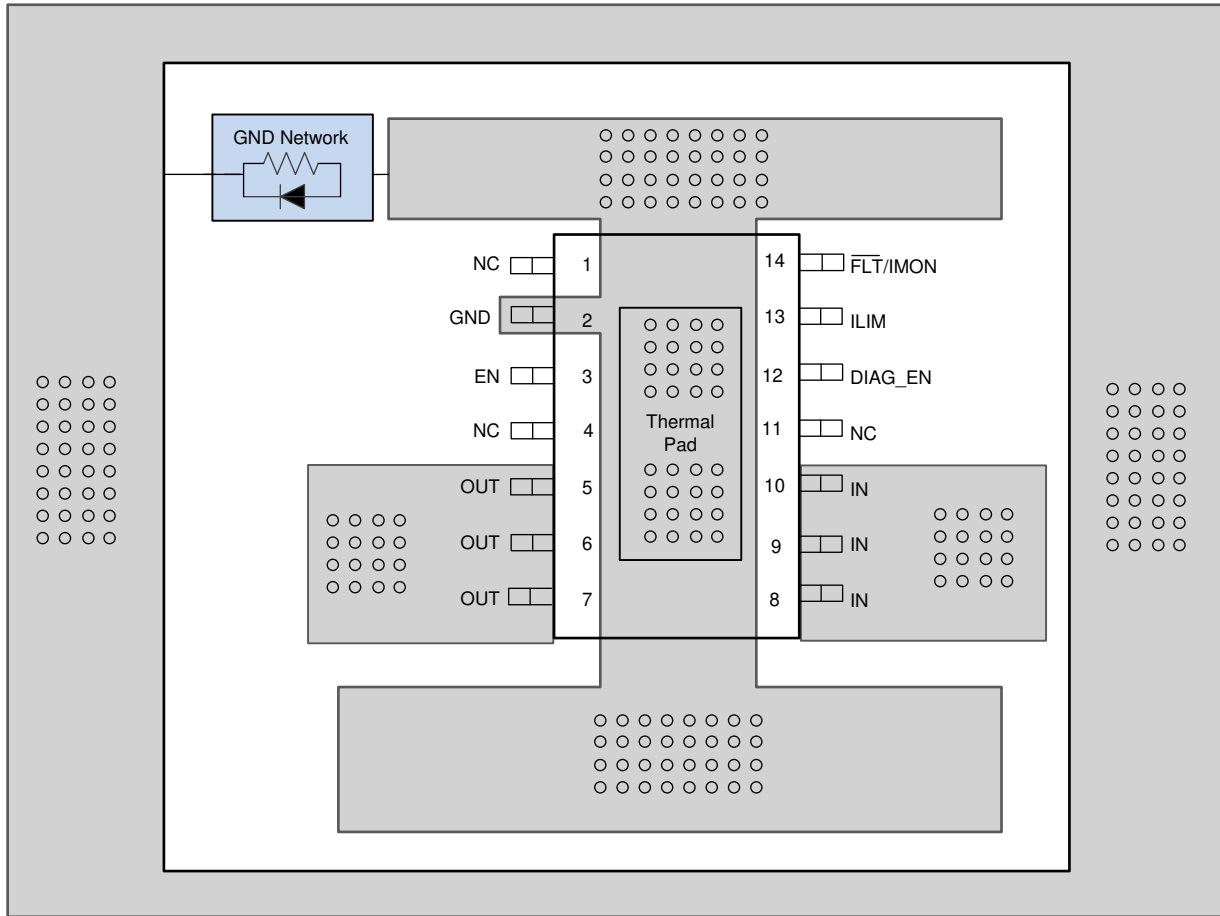 GND Network
NC 1 14 F̅L̅T̅/IMON
GND 2 13 ILIM
EN 3 12 DIAG_EN
NC 4 11 NC
Thermal
Pad
OUT 5 10 IN
OUT 6 9 IN
OUT 7 8 IN